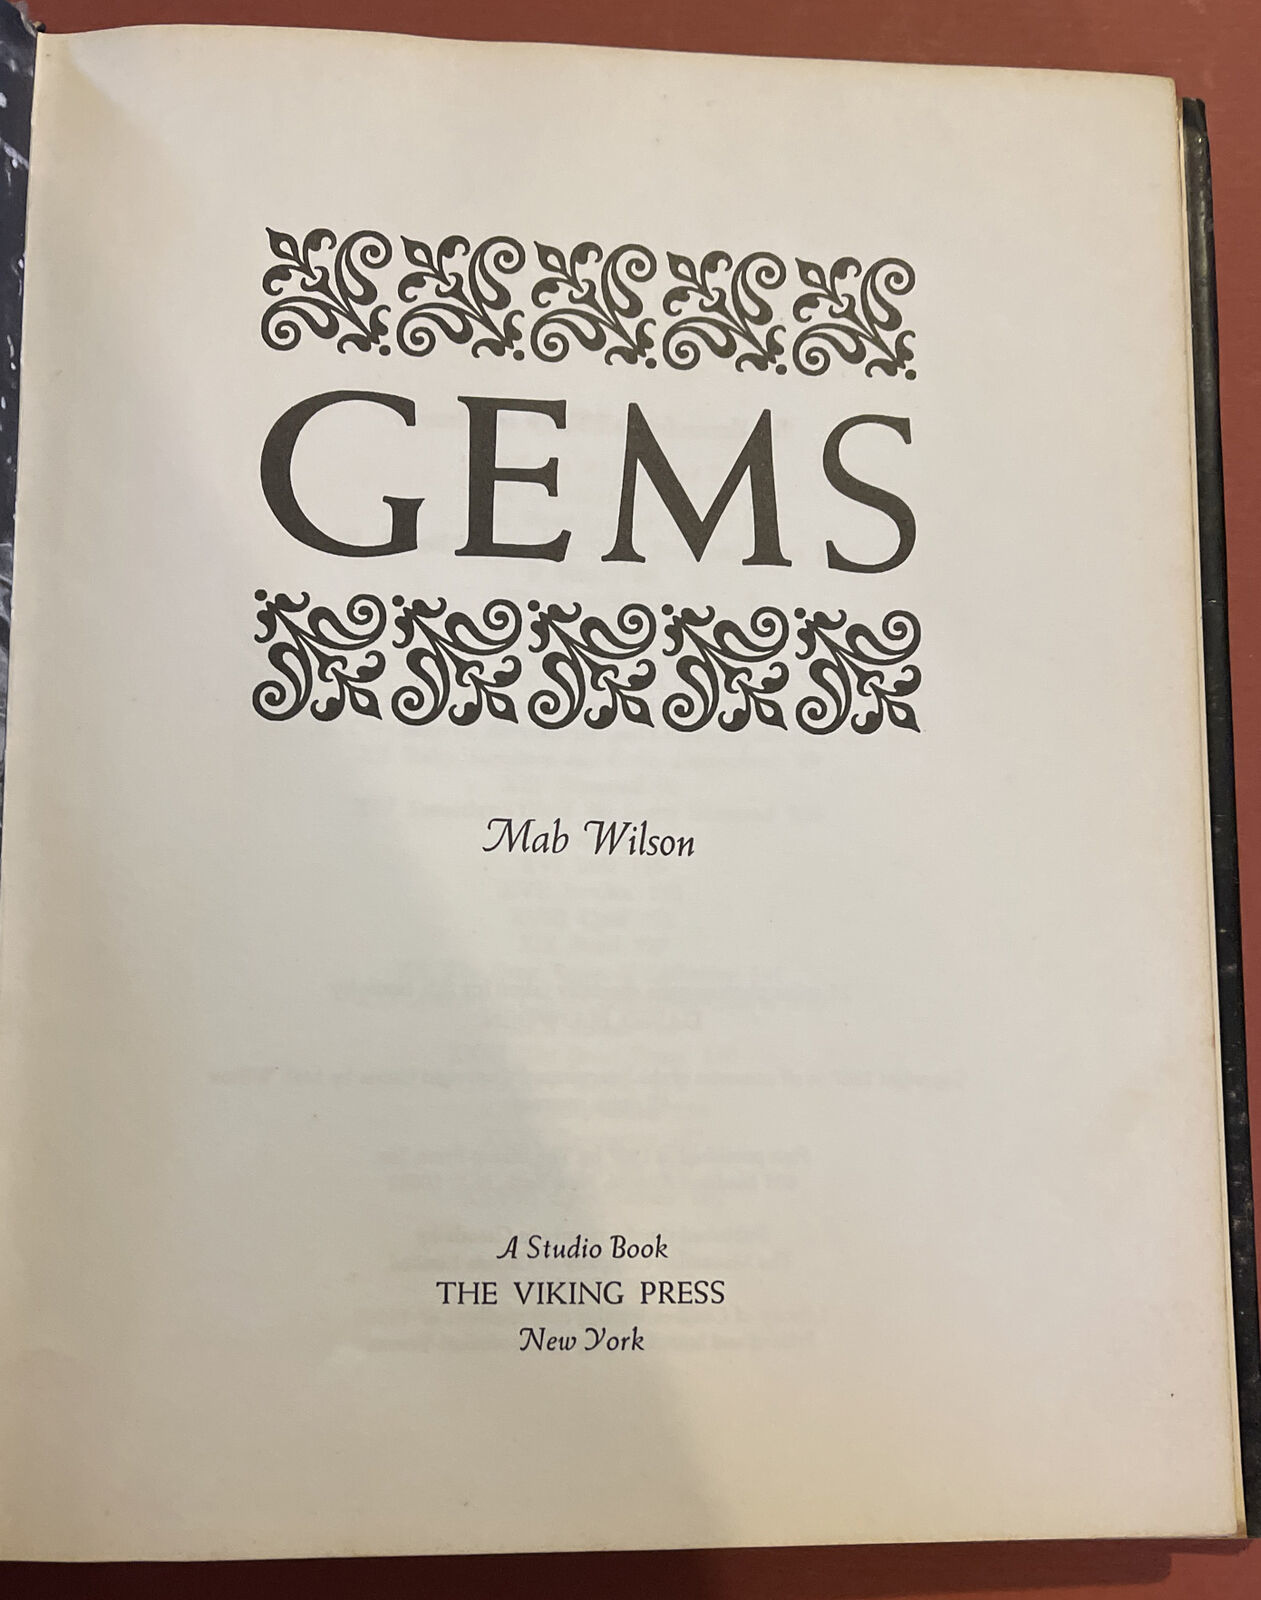 GEMS
Mab Wilson
A Studio Book
THE VIKING PRESS
New York